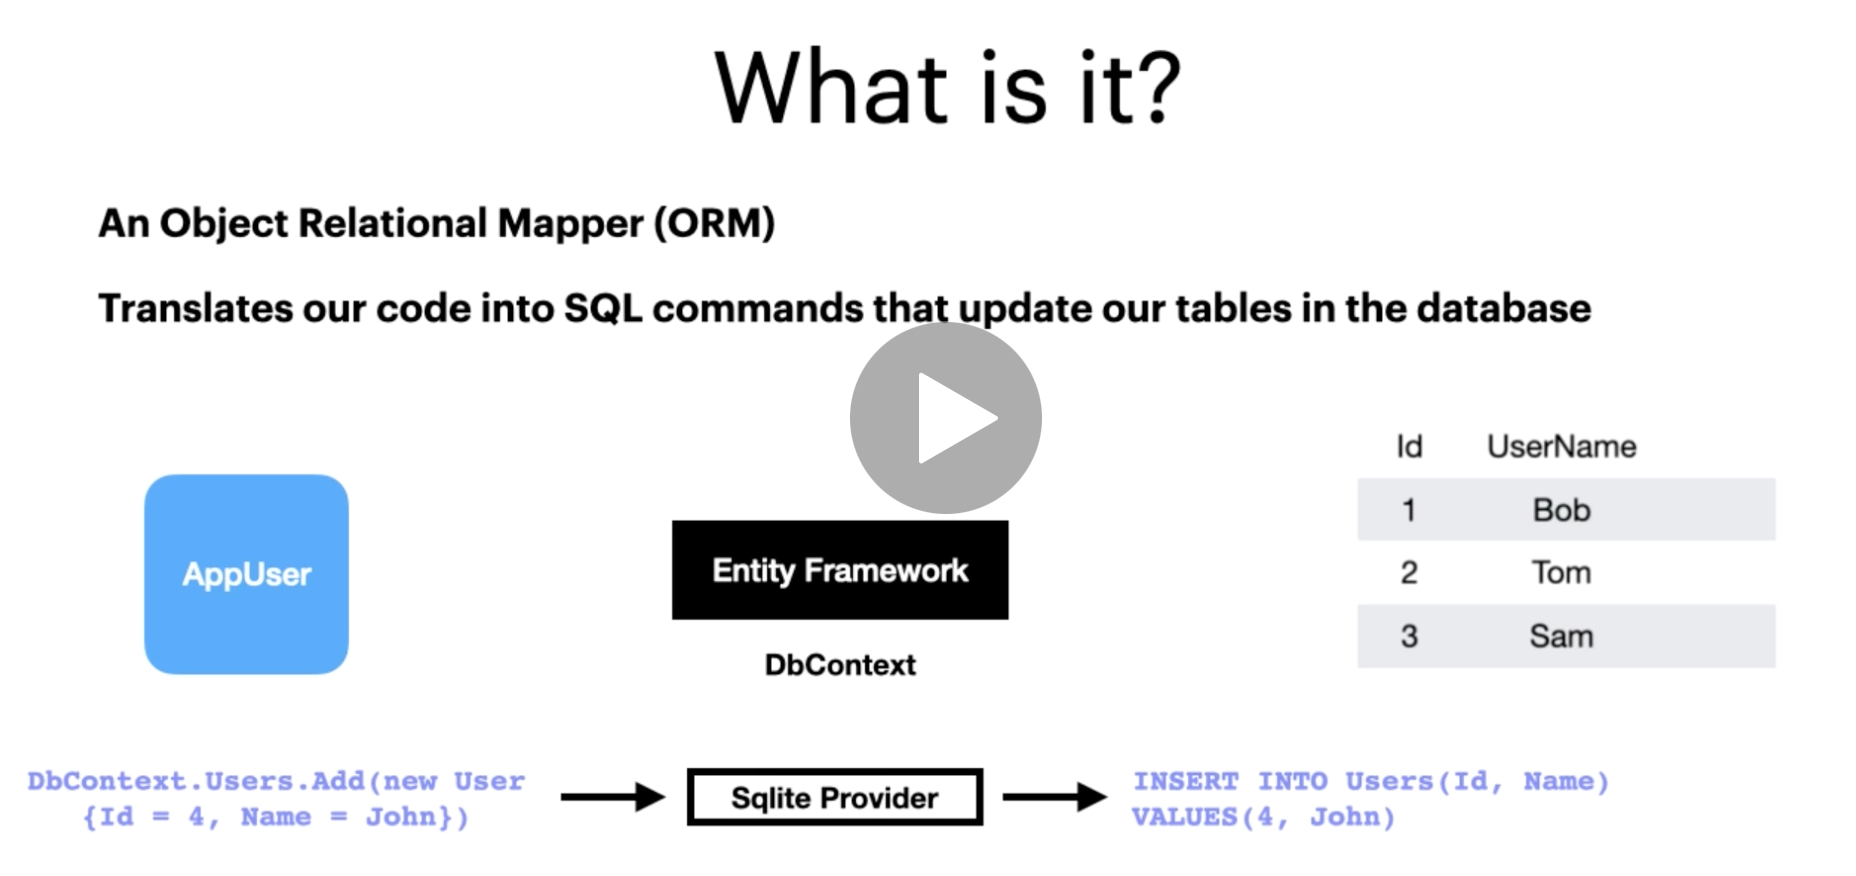 What is it?
An Object Relational Mapper (ORM)
Translates our code into SQL commands that update our tables in the database
AppUser
Entity Framework
DbContext
Id UserName
1 Bob
2 Tom
3 Sam
DbContext.Users.Add(new User
{Id = 4, Name = John})
Sqlite Provider
INSERT INTO Users(Id, Name)
VALUES(4, John)